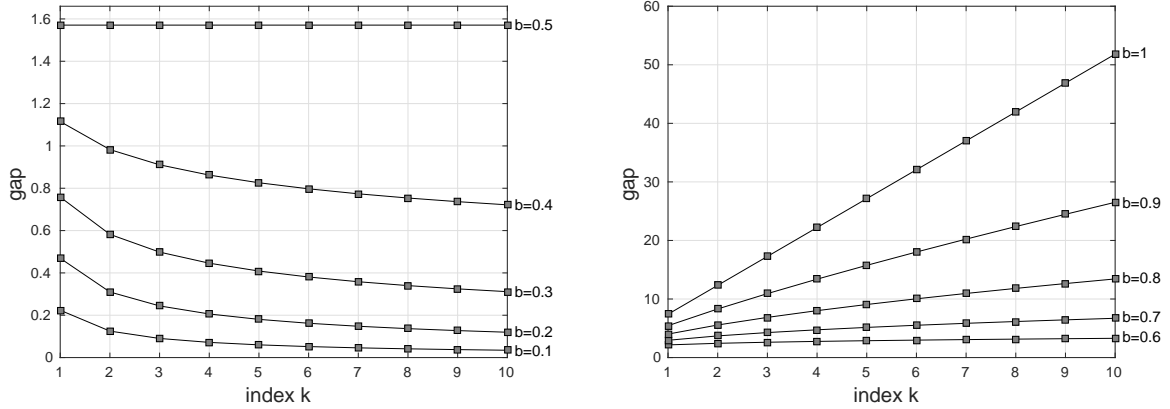 1.6
1.4
1.2
1
0.8
0.6
0.4
0.2
0
gap
b=0.5
b=0.4
b=0.3
b=0.2
b=0.1
1 2 3 4 5 6 7 8 9 10
index k
60
50
40
30
20
10
0
gap
b=1
b=0.9
b=0.8
b=0.7
b=0.6
1 2 3 4 5 6 7 8 9 10
index k